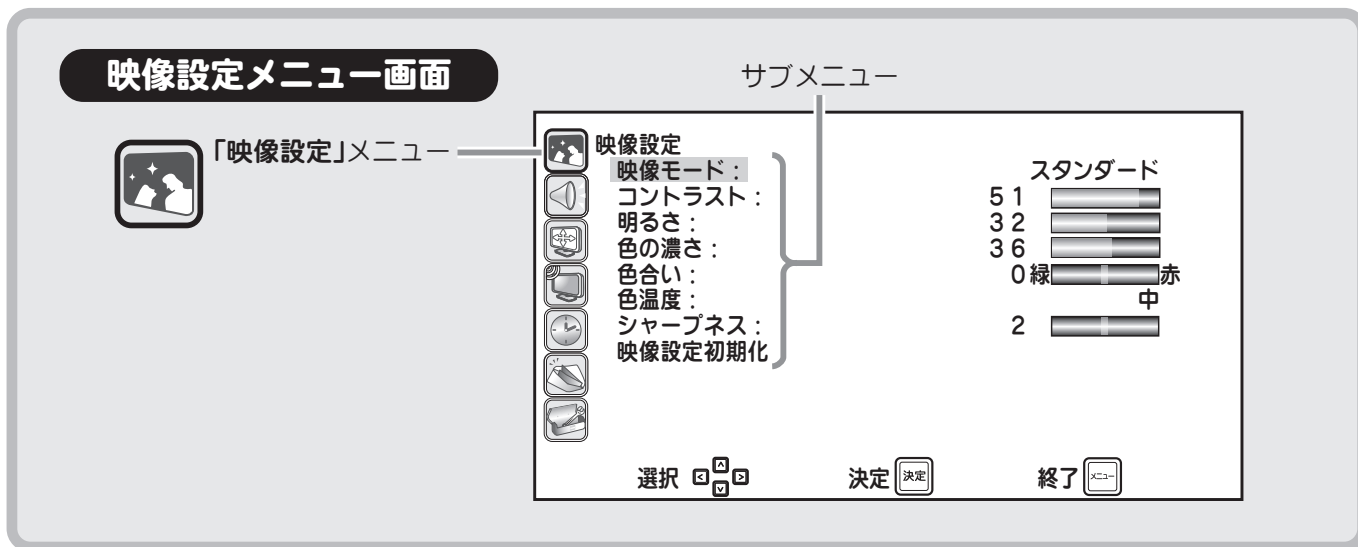 映像設定メニュー画面
サブメニュー
「映像設定」メニュー
映像設定
映像モード： スタンダード
コントラスト： 51
明るさ： 32
色の濃さ： 36
色合い： 0 緑 赤
色温度： 中
シャープネス： 2
映像設定初期化
選択 決定 決定 終了 メニュー